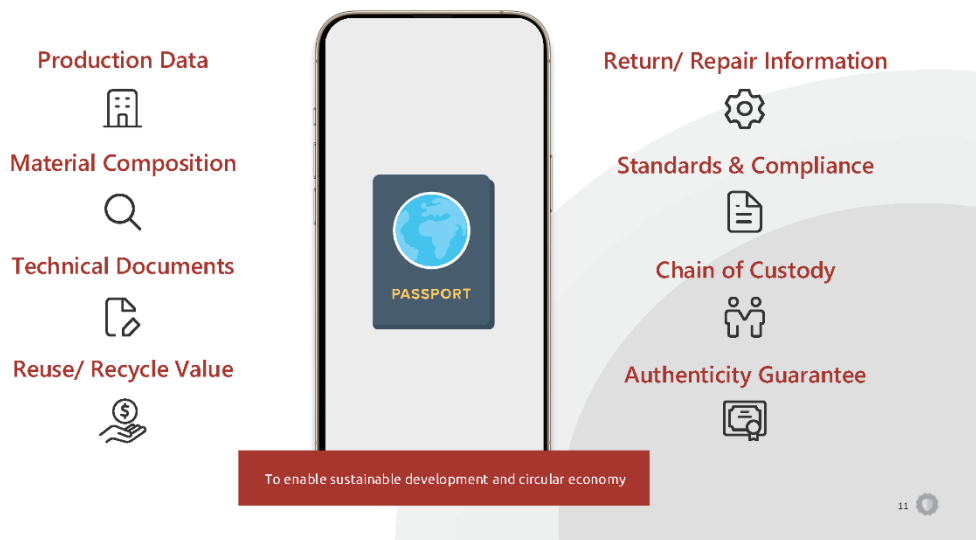 Production Data
Material Composition
Technical Documents
Reuse/ Recycle Value
PASSPORT
Return/ Repair Information
Standards & Compliance
Chain of Custody
Authenticity Guarantee
To enable sustainable development and circular economy
11